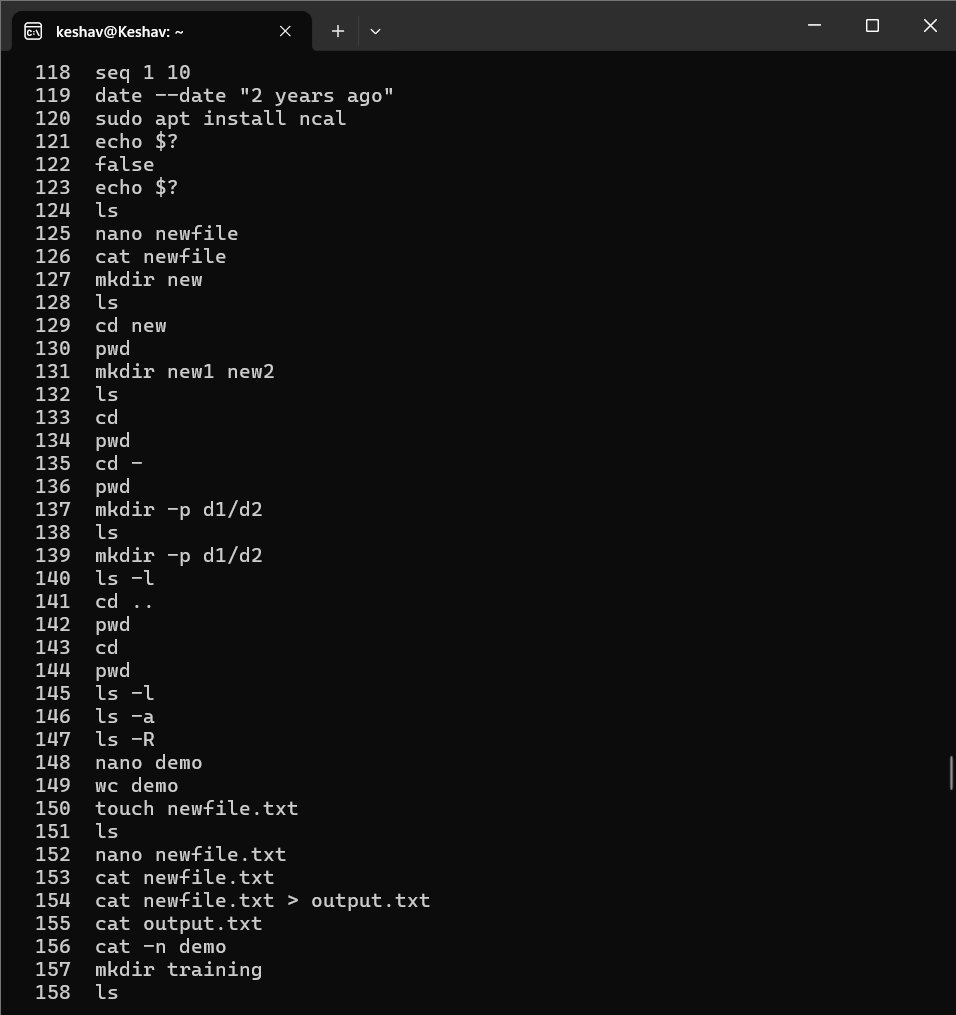 keshav@Keshav: ~
118 seq 1 10
119 date --date "2 years ago"
120 sudo apt install ncal
121 echo $?
122 false
123 echo $?
124 ls
125 nano newfile
126 cat newfile
127 mkdir new
128 ls
129 cd new
130 pwd
131 mkdir new1 new2
132 ls
133 cd
134 pwd
135 cd -
136 pwd
137 mkdir -p d1/d2
138 ls
139 mkdir -p d1/d2
140 ls -l
141 cd ..
142 pwd
143 cd
144 pwd
145 ls -l
146 ls -a
147 ls -R
148 nano demo
149 wc demo
150 touch newfile.txt
151 ls
152 nano newfile.txt
153 cat newfile.txt
154 cat newfile.txt > output.txt
155 cat output.txt
156 cat -n demo
157 mkdir training
158 ls